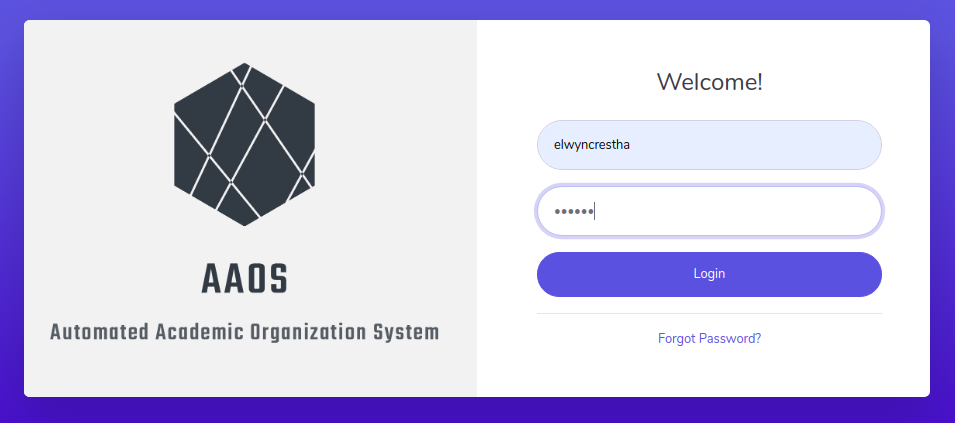 AAOS
Automated Academic Organization System
Welcome!
elwyncrestha
••••••
Login
Forgot Password?